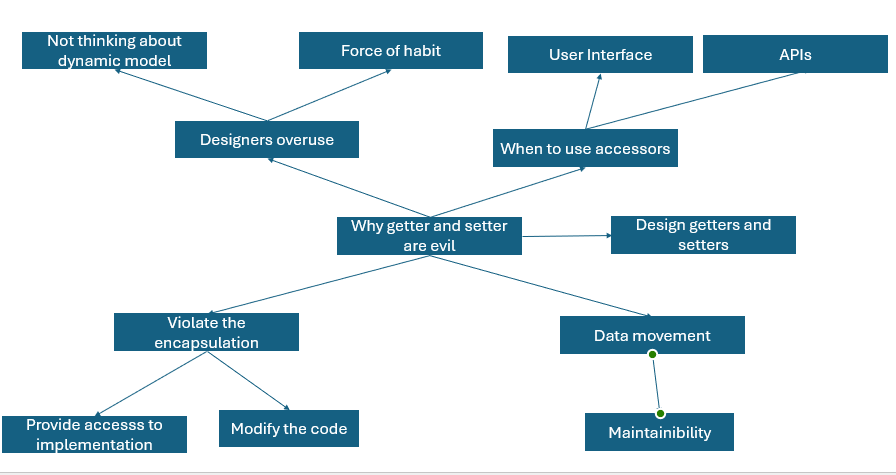 Not thinking about
dynamic model
Force of habit
User Interface
APIs
Designers overuse
When to use accessors
Why getter and setter
are evil
Design getters and
setters
Violate the
encapsulation
Data movement
Provide accesss to
implementation
Modify the code
Maintainibility